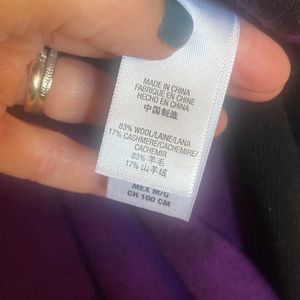 MADE IN CHINA
FABRIQUE EN CHINE
HECHO EN CHINA
中国制造
83% WOOL/LAINE/LANA
17% CASHMERE/CACHEMIRE/
CACHEMIR
83% 羊毛
17% 山羊绒
MEX M/G
CH 100 CM